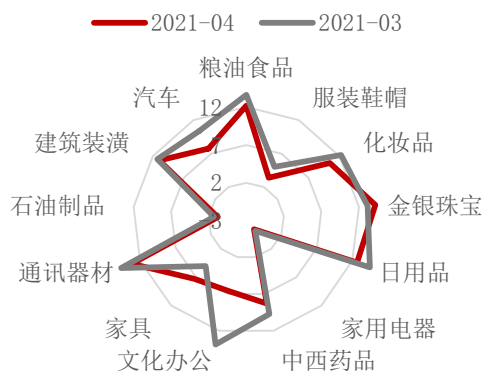 2021-04 2021-03
粮油食品
汽车 服装鞋帽
12
建筑装潢 7 化妆品
2
石油制品 -3 金银珠宝
通讯器材 日用品
家具 家用电器
文化办公 中西药品